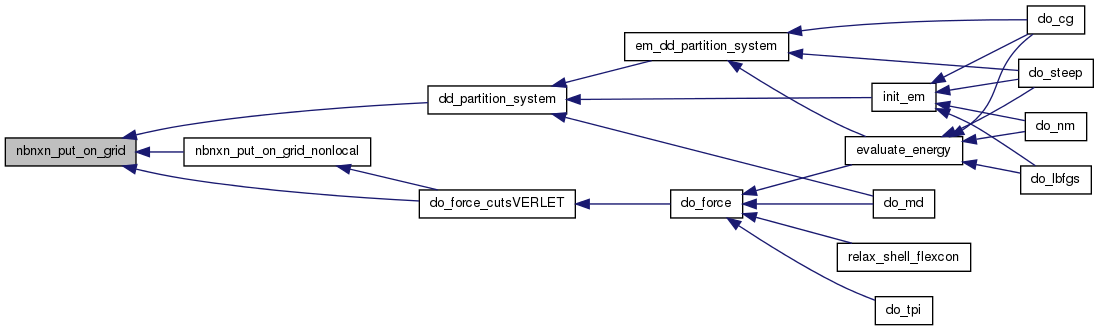 nbnxn_put_on_grid
nbnxn_put_on_grid_nonlocal
dd_partition_system
do_force_cutsVERLET
em_dd_partition_system
do_force
init_em
evaluate_energy
do_md
relax_shell_flexcon
do_tpi
do_cg
do_steep
do_nm
do_lbfgs